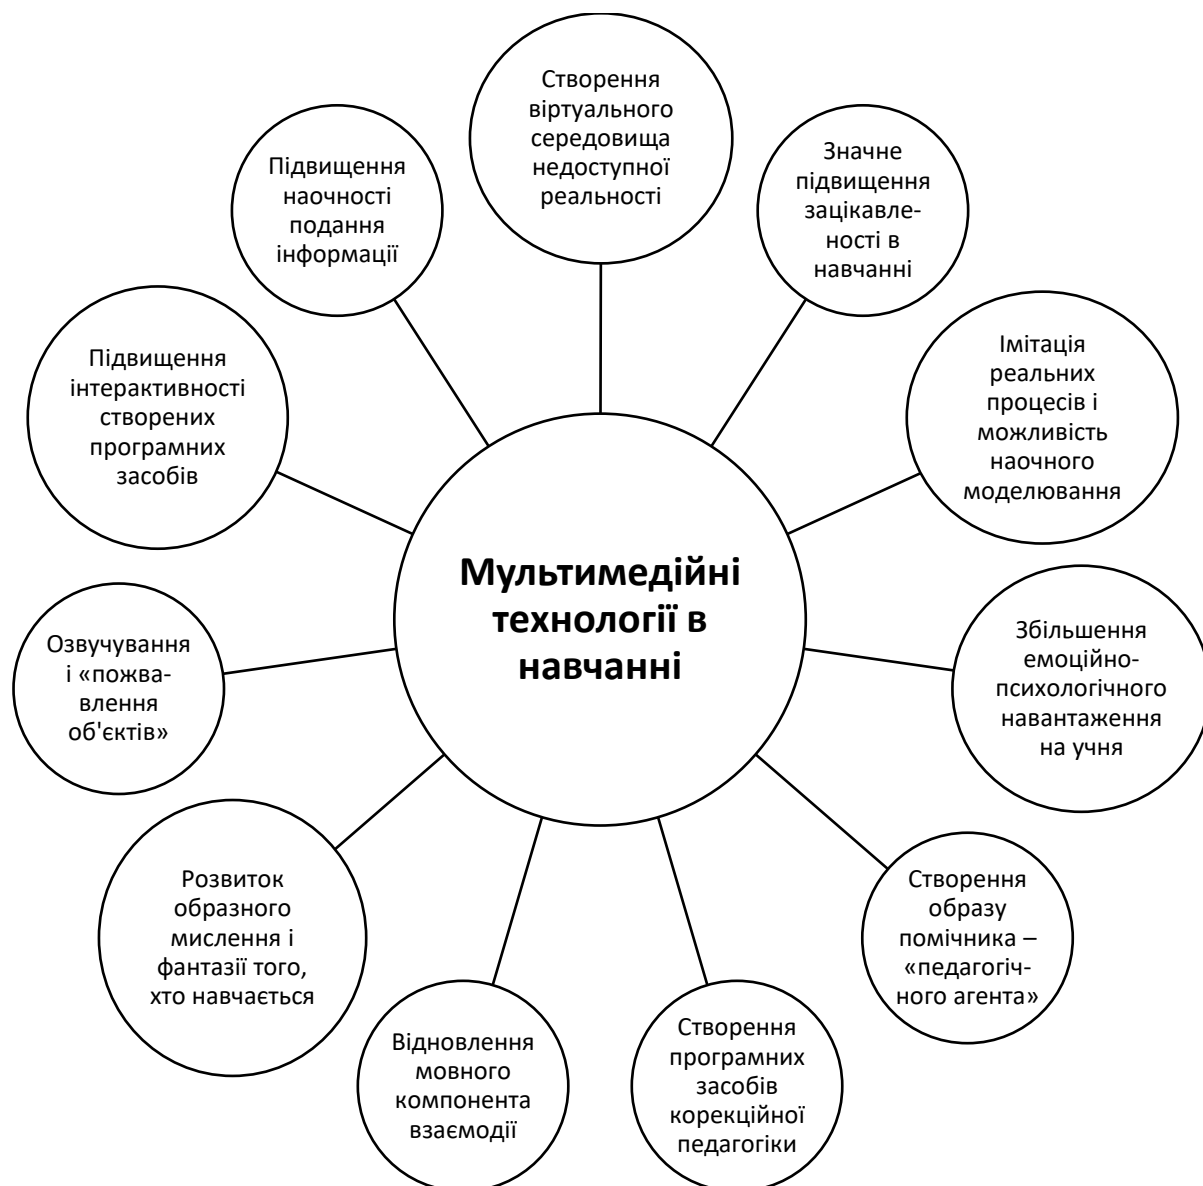 Створення
віртуального
середовища
недоступної
реальності
Значне
підвищення
зацікавле-
ності в
навчанні
Імітація
реальних
процесів і
можливість
наочного
моделювання
Збільшення
емоційно-
психологічного
навантаження
на учня
Створення
образу
помічника –
«педагогіч-
ного агента»
Створення
програмних
засобів
корекційної
педагогіки
Відновлення
мовного
компонента
взаємодії
Розвиток
образного
мислення і
фантазії того,
хто навчається
Озвучування
і «пожва-
влення
об'єктів»
Підвищення
інтерактивності
створених
програмних
засобів
Підвищення
наочності
подання
інформації
Мультимедійні
технології в
навчанні